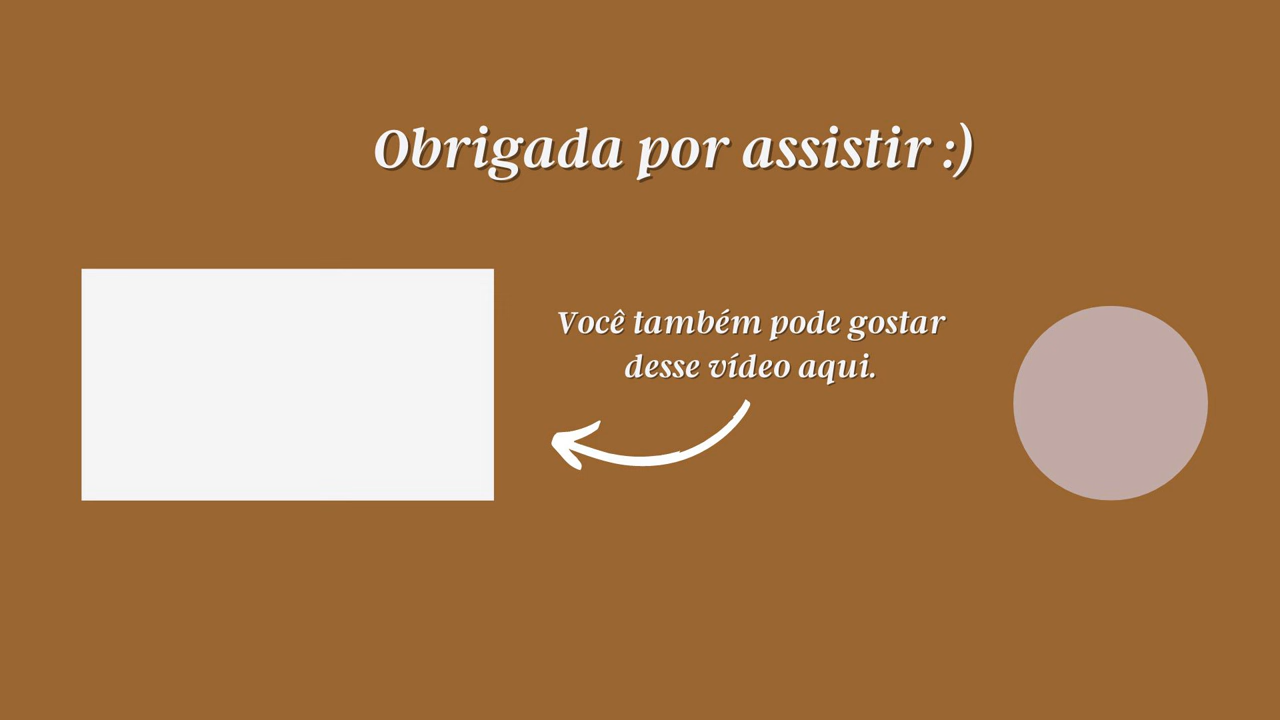 Obrigada por assistir :)
Você também pode gostar
desse vídeo aqui.